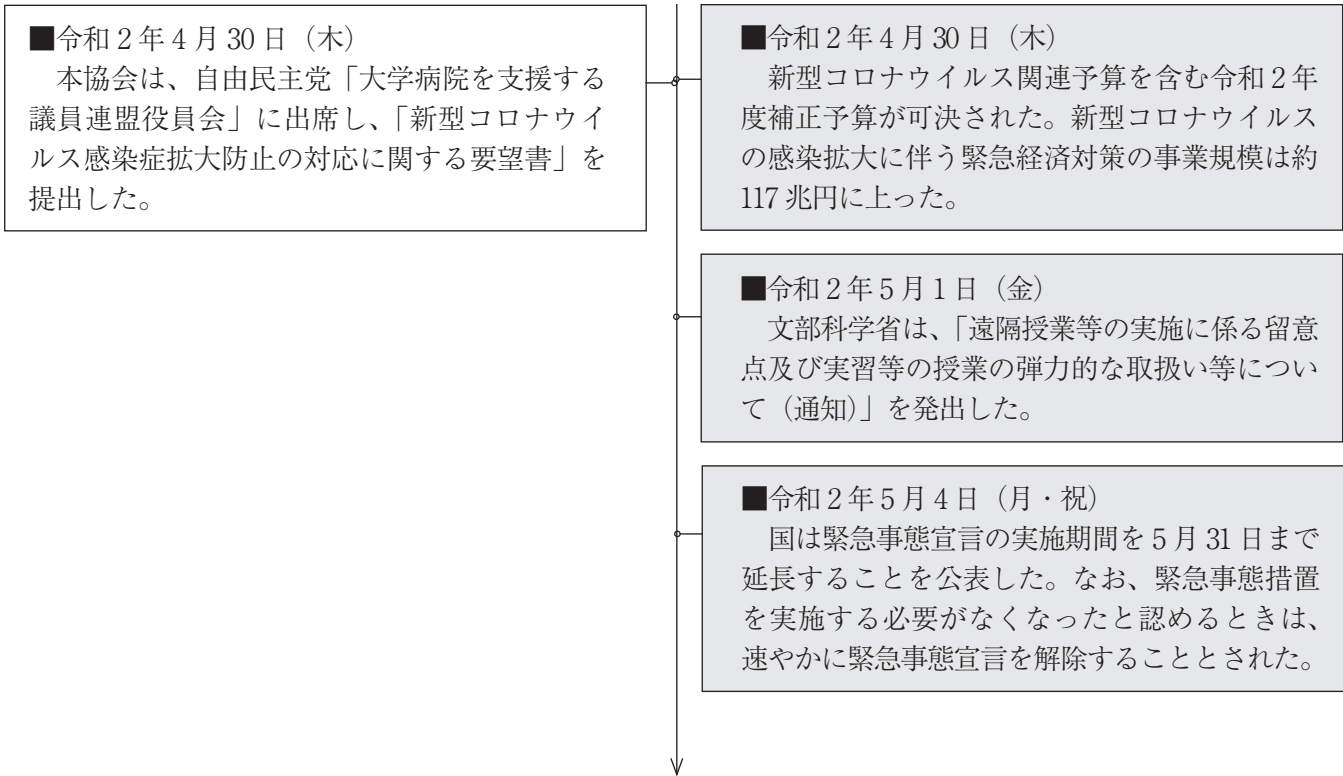 ■令和2年4月30日（木）
本協会は、自由民主党「大学病院を支援する
議員連盟役員会」に出席し、「新型コロナウイ
ルス感染症拡大防止の対応に関する要望書」を
提出した。
■令和2年4月30日（木）
新型コロナウイルス関連予算を含む令和2年
度補正予算が可決された。新型コロナウイルス
の感染拡大に伴う緊急経済対策の事業規模は約
117兆円に上った。
■令和2年5月1日（金）
文部科学省は、「遠隔授業等の実施に係る留意
点及び実習等の授業の弾力的な取扱い等につい
て（通知）」を発出した。
■令和2年5月4日（月・祝）
国は緊急事態宣言の実施期間を5月31日まで
延長することを公表した。なお、緊急事態措置
を実施する必要がなくなったと認めるときは、
速やかに緊急事態宣言を解除することとされた。